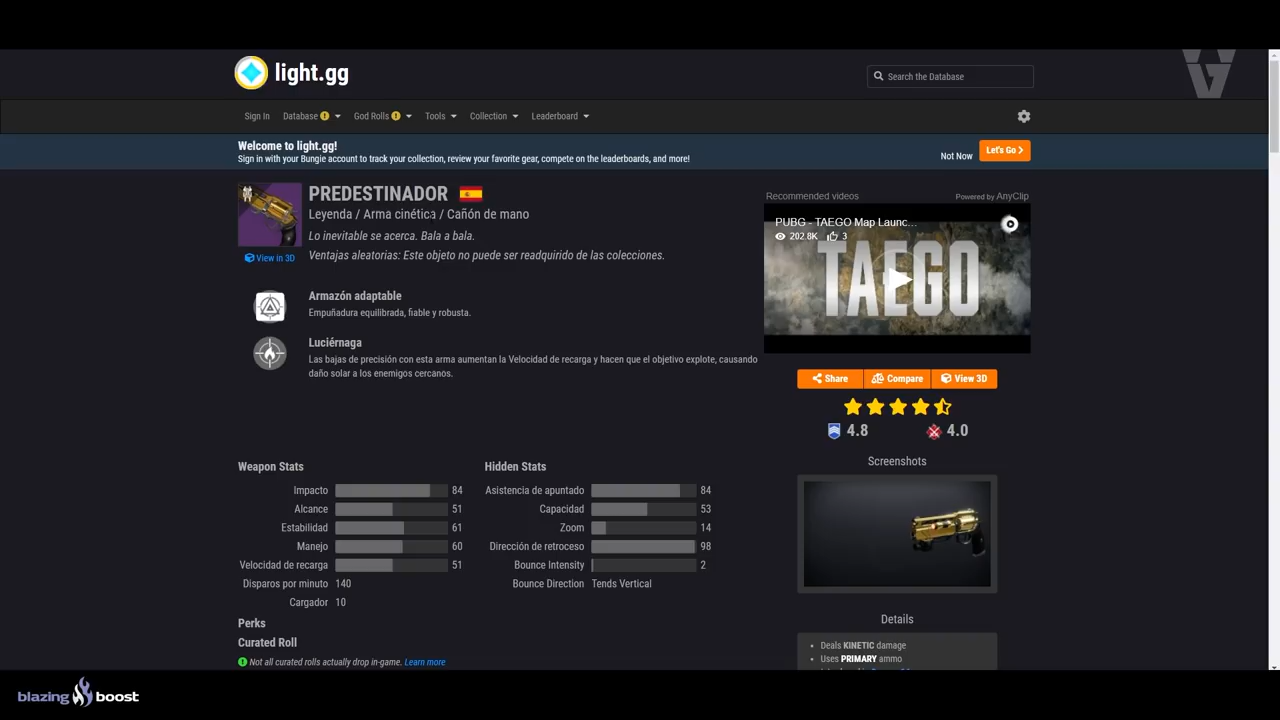 light.gg
Search the Database
Sign In
Database
God Rolls
Tools
Collection
Leaderboard
Welcome to light.gg!
Sign in with your Bungie account to track your collection, review your favorite gear, compete on the leaderboards, and more!
Not Now
Let's Go
PREDESTINADOR
Leyenda / Arma cinética / Cañón de mano
Lo inevitable se acerca. Bala a bala.
Ventajas aleatorias: Este objeto no puede ser readquirido de las colecciones.
View in 3D
Armazón adaptable
Empuñadura equilibrada, fiable y robusta.
Luciérnaga
Las bajas de precisión con esta arma aumentan la Velocidad de recarga y hacen que el objetivo explote, causando
daño solar a los enemigos cercanos.
Recommended videos
Powered by AnyClip
PUBG - TAEGO Map Launc...
202.8K 3
TAEGO
Share
Compare
View 3D
4.8
4.0
Screenshots
Weapon Stats
Impacto 84
Alcance 51
Estabilidad 61
Manejo 60
Velocidad de recarga 51
Disparos por minuto 140
Cargador 10
Hidden Stats
Asistencia de apuntado 84
Capacidad 53
Zoom 14
Dirección de retroceso 98
Bounce Intensity 2
Bounce Direction Tends Vertical
Perks
Curated Roll
Not all curated rolls actually drop in-game. Learn more
Details
Deals KINETIC damage
Uses PRIMARY ammo
blazing boost